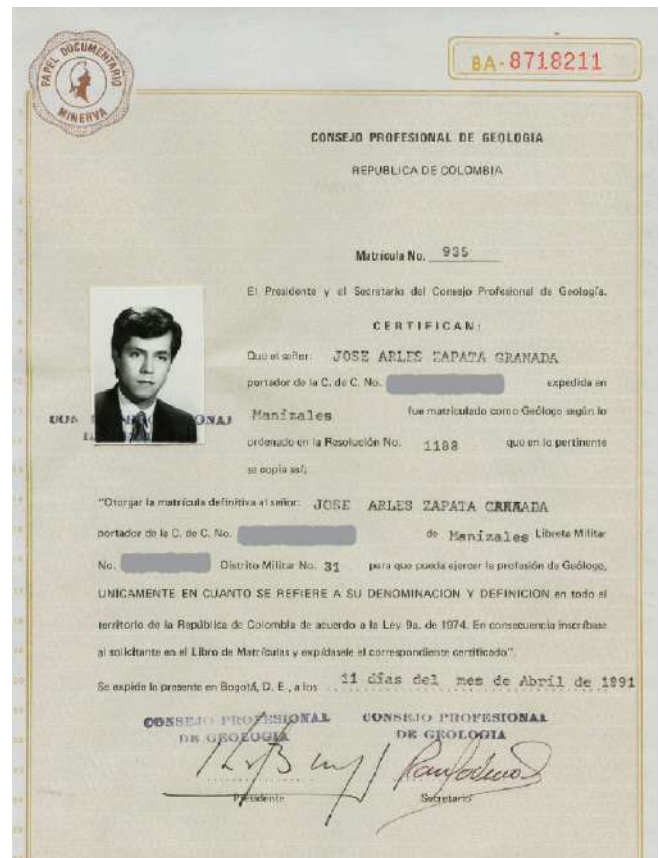 PAPEL DOCUMENTARIO
MINERVA
BA-8718211
CONSEJO PROFESIONAL DE GEOLOGIA
REPUBLICA DE COLOMBIA
Matrícula No. 935
El Presidente y el Secretario del Consejo Profesional de Geología.
CERTIFICAN:
Que el señor: JOSE ARLES ZAPATA GRANADA
portador de la C. de C. No. expedida en
Manizales fue matriculado como Geólogo según lo
ordenado en la Resolución No. 1188 que en lo pertinente
se copia así;
"Otorgar la matrícula definitiva al señor: JOSE ARLES ZAPATA
portador de la C. de C. No. de Manizales Libreta Militar
No. Distrito Militar No. 31 para que pueda ejercer la profesión de Geólogo,
UNICAMENTE EN CUANTO SE REFIERE A SU DENOMINACION Y DEFINICION en todo el
territorio de la República de Colombia de acuerdo a la Ley 9a. de 1974. En consecuencia inscríbase
al solicitante en el Libro de Matrículas y expídasele el correspondiente certificado".
Se expide la presente en Bogotá, D. E., a los 11 días del mes de Abril de 1991
CONSEJO PROFESIONAL CONSEJO PROFESIONAL
DE GEOLOGIA DE GEOLOGIA
Presidente Secretario